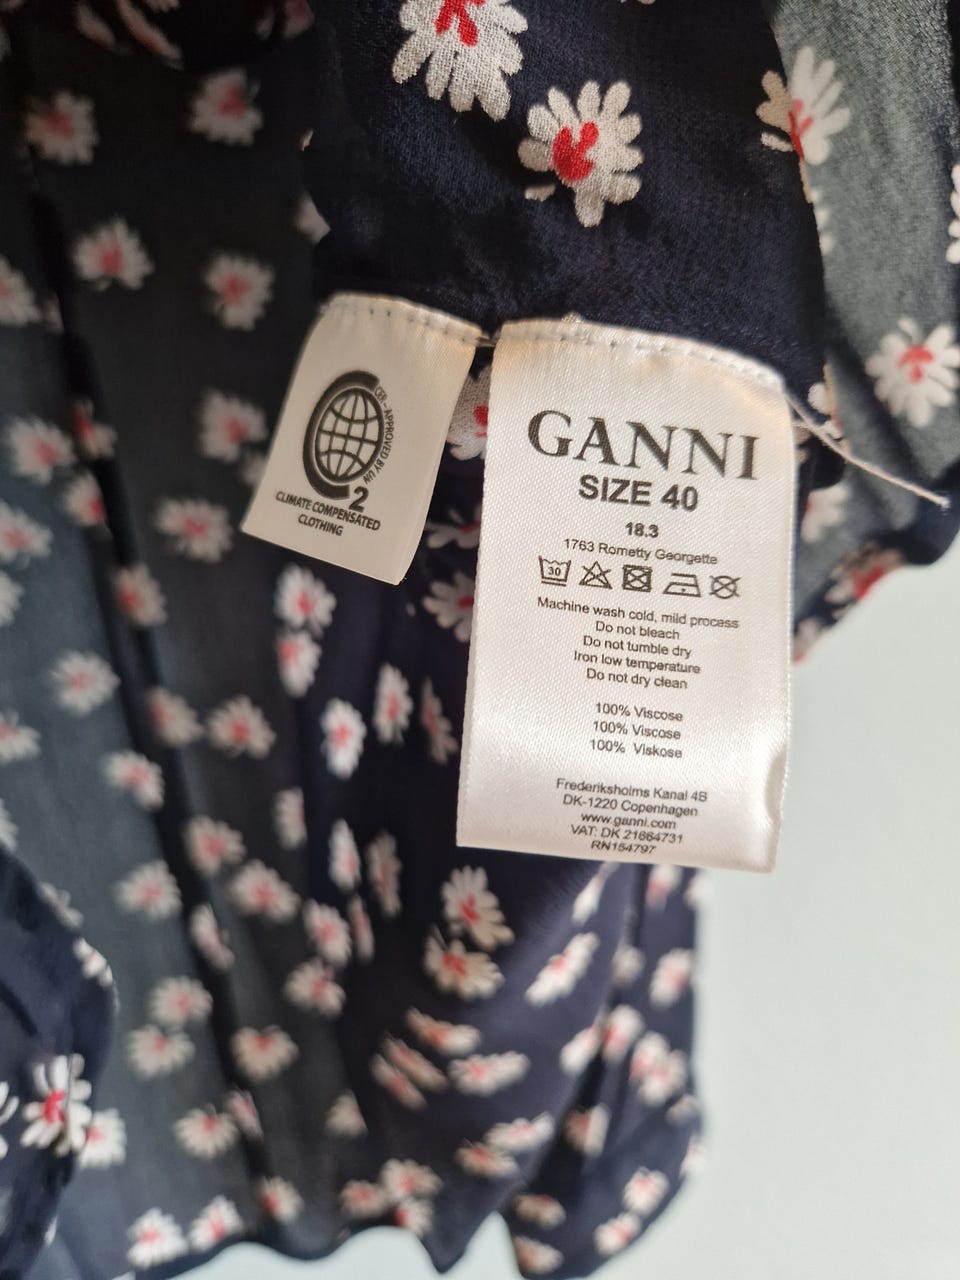 CER - APPROVED BY UN
2
CLIMATE COMPENSATED
CLOTHING
GANNI
SIZE 40
18.3
1763 Rometty Georgette
30
Machine wash cold, mild process
Do not bleach
Do not tumble dry
Iron low temperature
Do not dry clean
100% Viscose
100% Viscose
100% Viskose
Frederiksholms Kanal 4B
DK-1220 Copenhagen
www.ganni.com
VAT: DK 21664731
RN154797